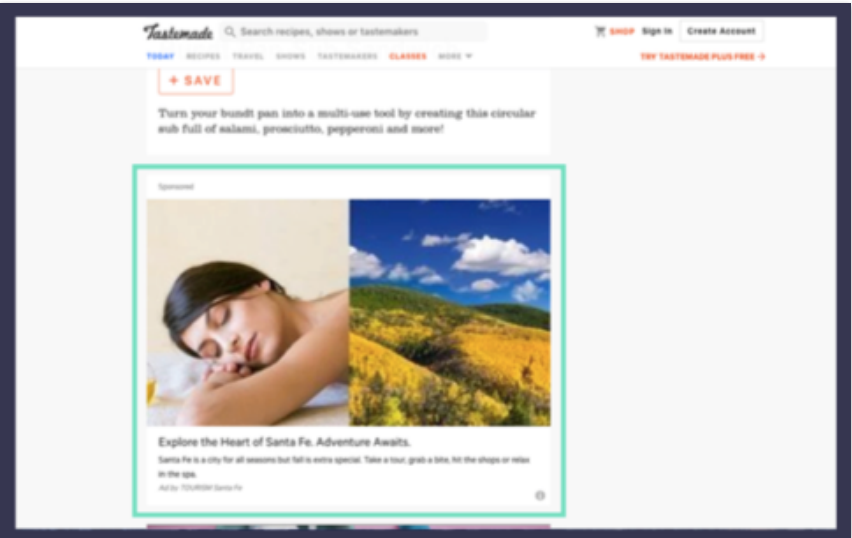 Tastemade
Search recipes, shows or tastemakers
SHOP Sign In Create Account
TODAY RECIPES TRAVEL SHOWS TASTEMAKERS CLASSES MORE
TRY TASTEMADE PLUS FREE →
+ SAVE
Turn your bundt pan into a multi-use tool by creating this circular
sub full of salami, prosciutto, pepperoni and more!
Sponsored
Explore the Heart of Santa Fe. Adventure Awaits.
Santa Fe is a city for all seasons but fall is extra special. Take a tour, grab a bite, hit the shops or relax
in the spa.
Ad by TOURISM Santa Fe